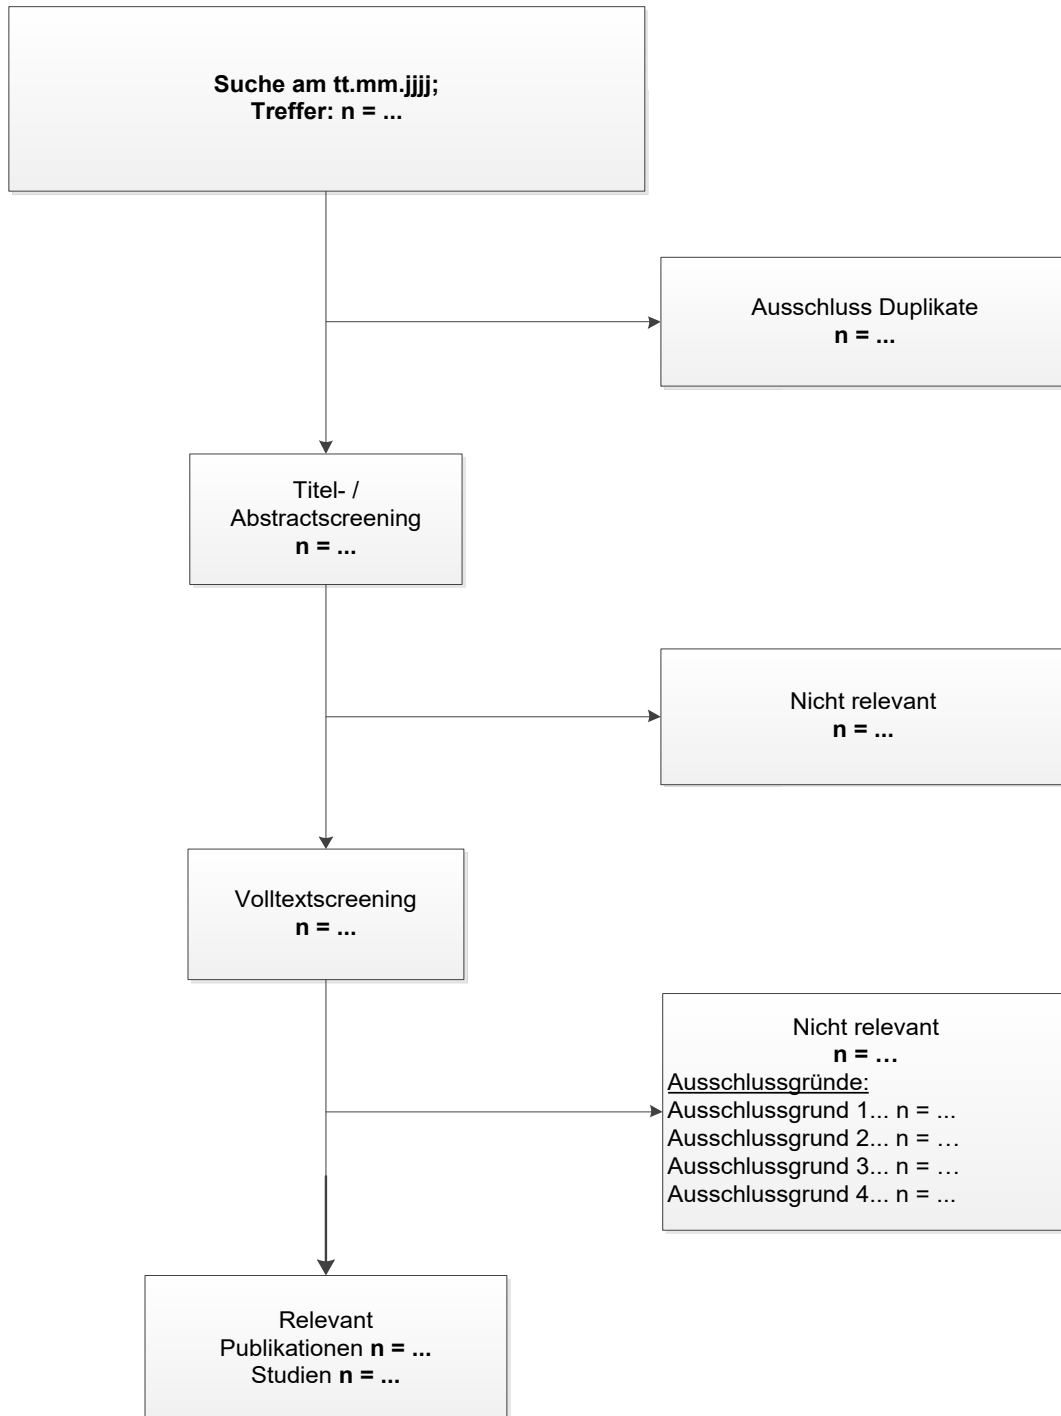 Suche am tt.mm.jjjj;
Treffer: n = ...
Ausschluss Duplikate
n = ...
Titel- /
Abstractscreening
n = ...
Nicht relevant
n = ...
Volltextscreening
n = ...
Nicht relevant
n = …
Ausschlussgründe:
Ausschlussgrund 1... n = ...
Ausschlussgrund 2... n = …
Ausschlussgrund 3... n = …
Ausschlussgrund 4... n = ...
Relevant
Publikationen n = ...
Studien n = ...